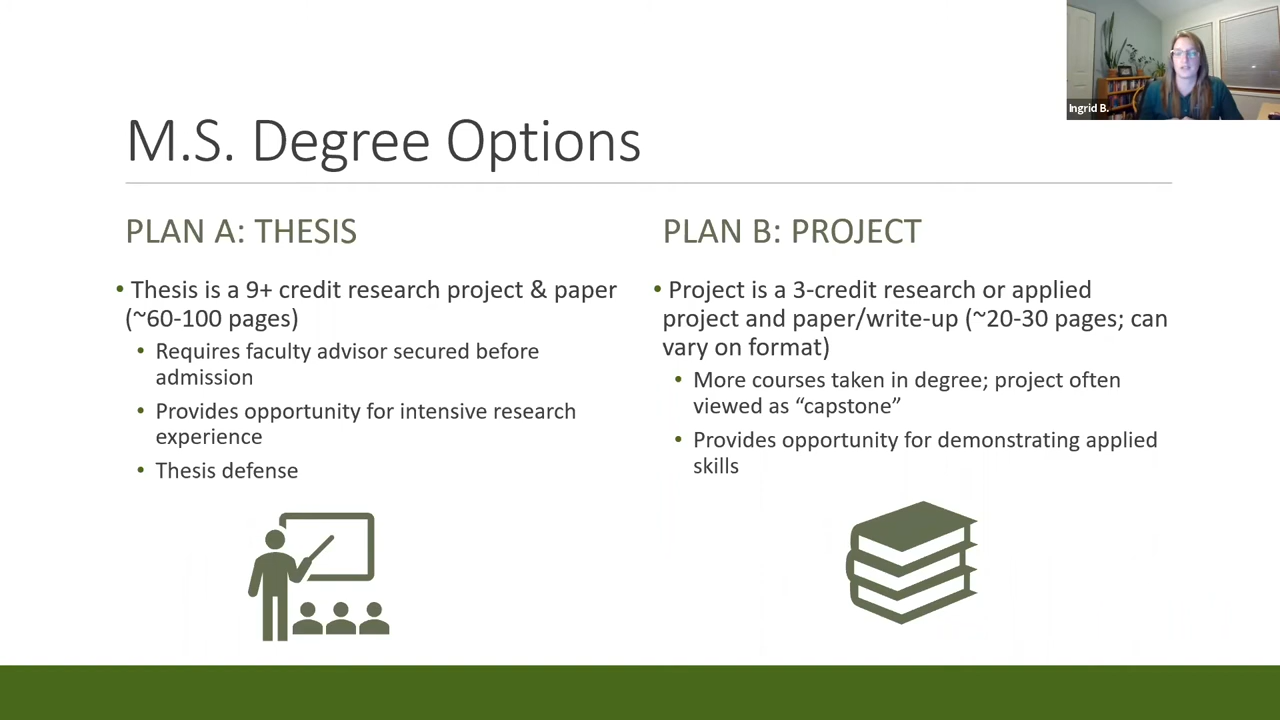 Ingrid B.
M.S. Degree Options
PLAN A: THESIS
• Thesis is a 9+ credit research project & paper
(~60-100 pages)
• Requires faculty advisor secured before
admission
• Provides opportunity for intensive research
experience
• Thesis defense
PLAN B: PROJECT
• Project is a 3-credit research or applied
project and paper/write-up (~20-30 pages; can
vary on format)
• More courses taken in degree; project often
viewed as “capstone”
• Provides opportunity for demonstrating applied
skills